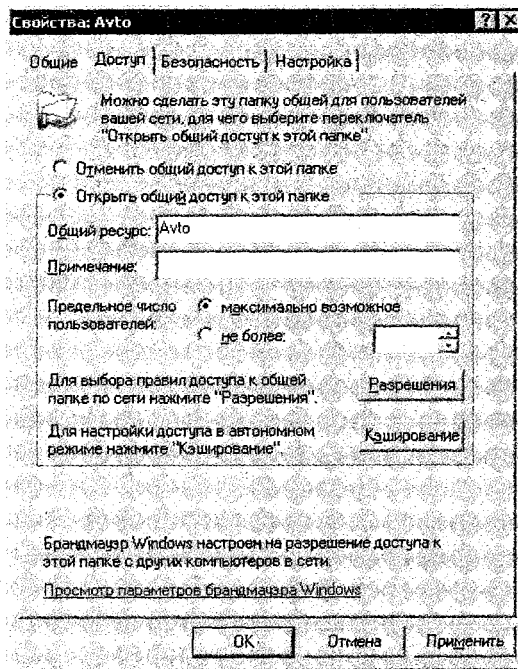 Свойства: Avto
? X
Общие Доступ Безопасность Настройка
Можно сделать эту папку общей для пользователей
вашей сети, для чего выберите переключатель
"Открыть общий доступ к этой папке".
Отменить общий доступ к этой папке
Открыть общий доступ к этой папке
Общий ресурс: Avto
Примечание:
Предельное число
пользователей:
максимально возможное
не более:
Для выбора правил доступа к общей
папке по сети нажмите "Разрешения".
Разрешения
Для настройки доступа в автономном
режиме нажмите "Кэширование".
Кэширование
Брандмауэр Windows настроен на разрешение доступа к
этой папке с других компьютеров в сети.
Просмотр параметров брандмауэра Windows
OK Отмена Применить